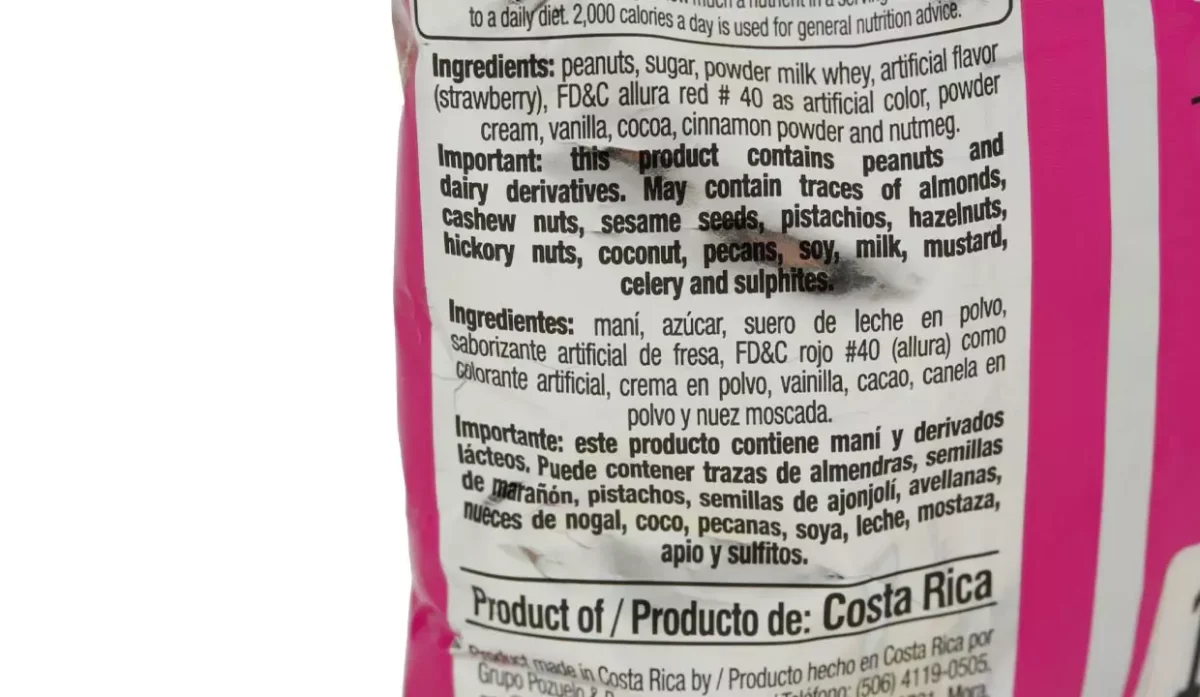 much a nutrient in a
to a daily diet. 2,000 calories a day is used for general nutrition advice.
Ingredients: peanuts, sugar, powder milk whey, artificial flavor
(strawberry), FD&C allura red # 40 as artificial color, powder
cream, vanilla, cocoa, cinnamon powder and nutmeg.
Important: this product contains peanuts and
dairy derivatives. May contain traces of almonds,
cashew nuts, sesame seeds, pistachios, hazelnuts,
hickory nuts, coconut, pecans, soy, milk, mustard,
celery and sulphites.
Ingredientes: maní, azúcar, suero de leche en polvo,
saborizante artificial de fresa, FD&C rojo #40 (allura) como
colorante artificial, crema en polvo, vainilla, cacao, canela en
polvo y nuez moscada.
Importante: este producto contiene maní y derivados
lácteos. Puede contener trazas de almendras, semillas
de marañón, pistachos, semillas de ajonjolí, avellanas,
nueces de nogal, coco, pecanas, soya, leche, mostaza,
apio y sulfitos.
Product of / Producto de: Costa Rica
Product made in Costa Rica by / Producto hecho en Costa Rica por
Grupo Pozuelo Teléfono: (506) 4119-0505.